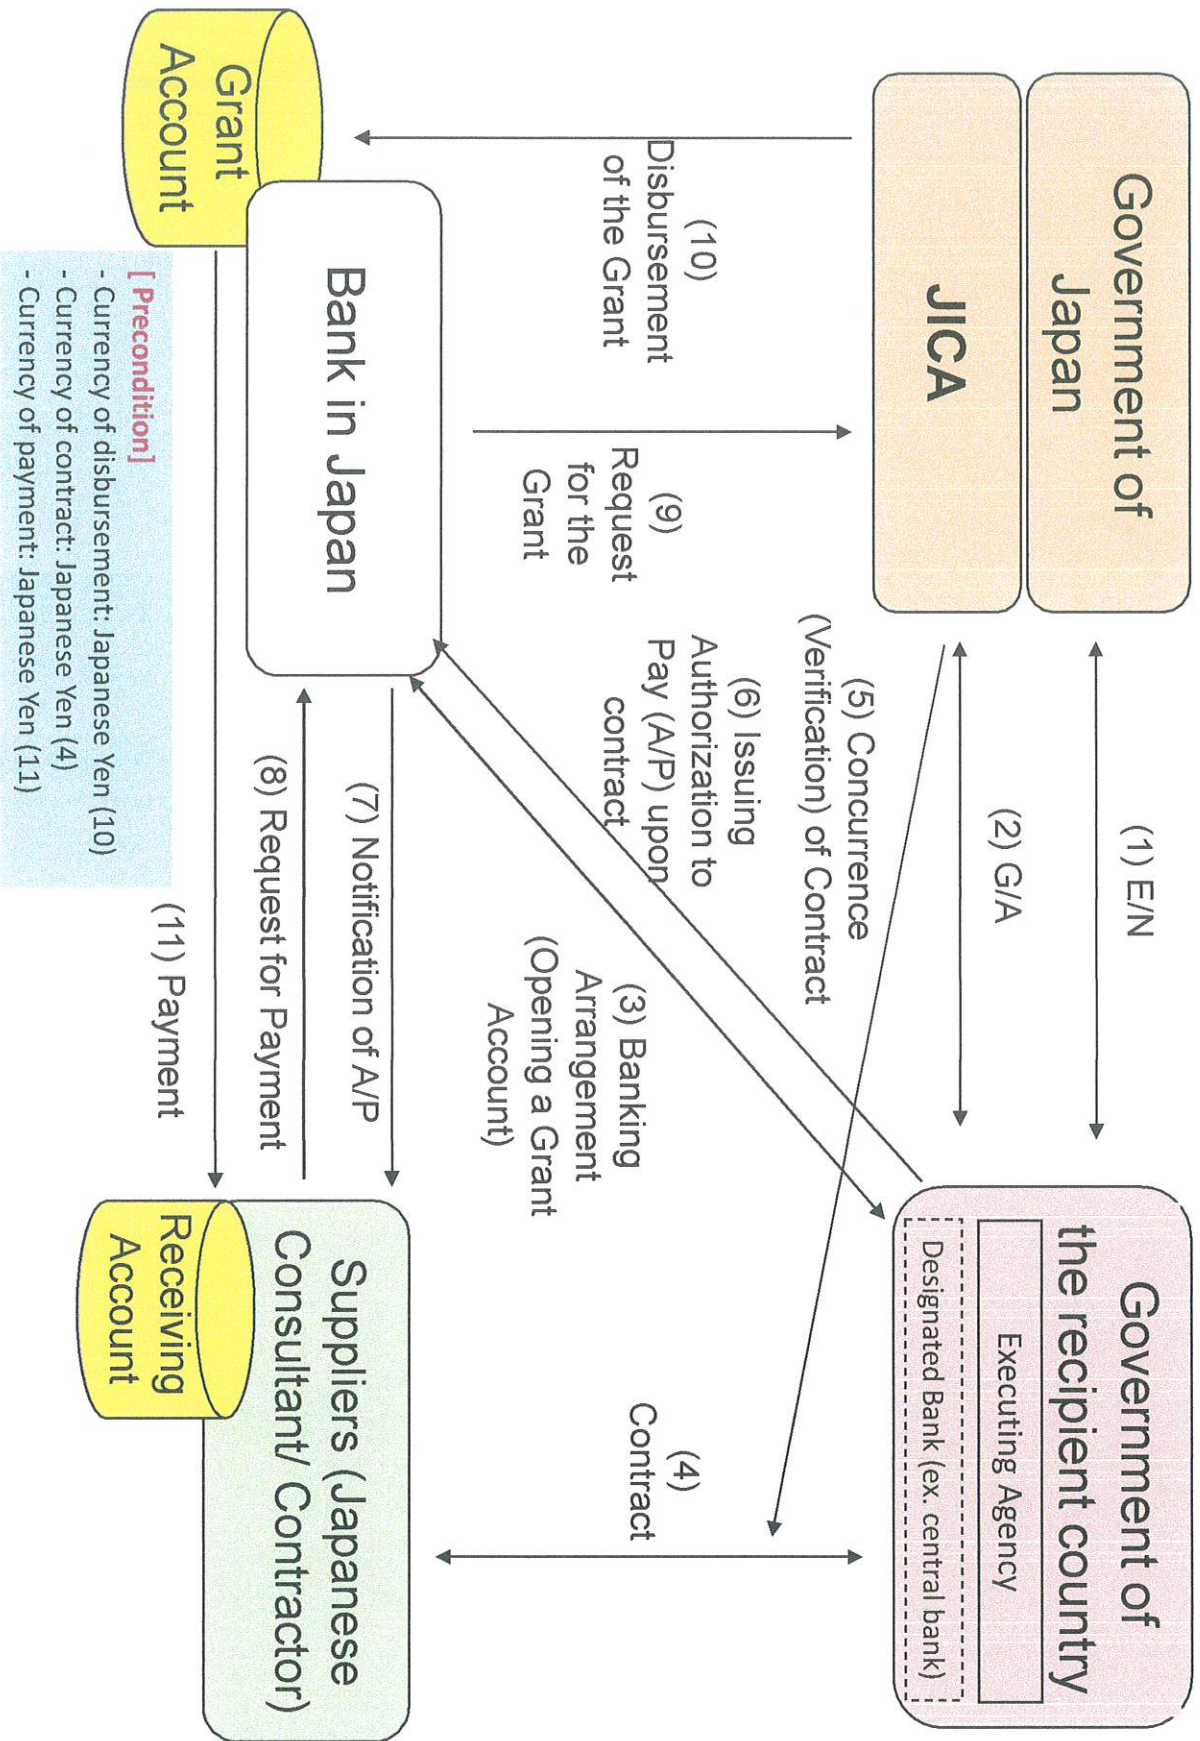 Government of
Japan
JICA
(1) E/N
(2) G/A
Government of
the recipient country
Executing Agency
Designated Bank (ex. central bank)
(5) Concurrence
(Verification) of Contract
(6) Issuing
Authorization to
Pay (A/P) upon
contract
(10)
Disbursement
of the Grant
(9)
Request
for the
Grant
(3) Banking
Arrangement
(Opening a Grant
Account)
(4)
Contract
Bank in Japan
Grant
Account
(7) Notification of A/P
(8) Request for Payment
(11) Payment
Suppliers (Japanese
Consultant/ Contractor)
Receiving
Account
[ Precondition]
- Currency of disbursement: Japanese Yen (10)
- Currency of contract: Japanese Yen (4)
- Currency of payment: Japanese Yen (11)